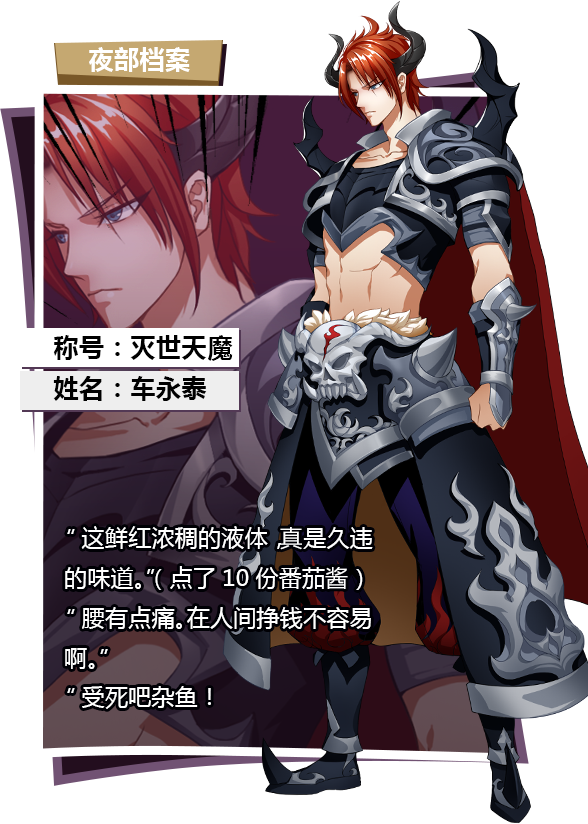 夜部档案
称号：灭世天魔
姓名：车永泰
“这鲜红浓稠的液体 真是久违
的味道。”（点了 10 份番茄酱）
“腰有点痛。在人间挣钱不容易
啊。”
“受死吧杂鱼！